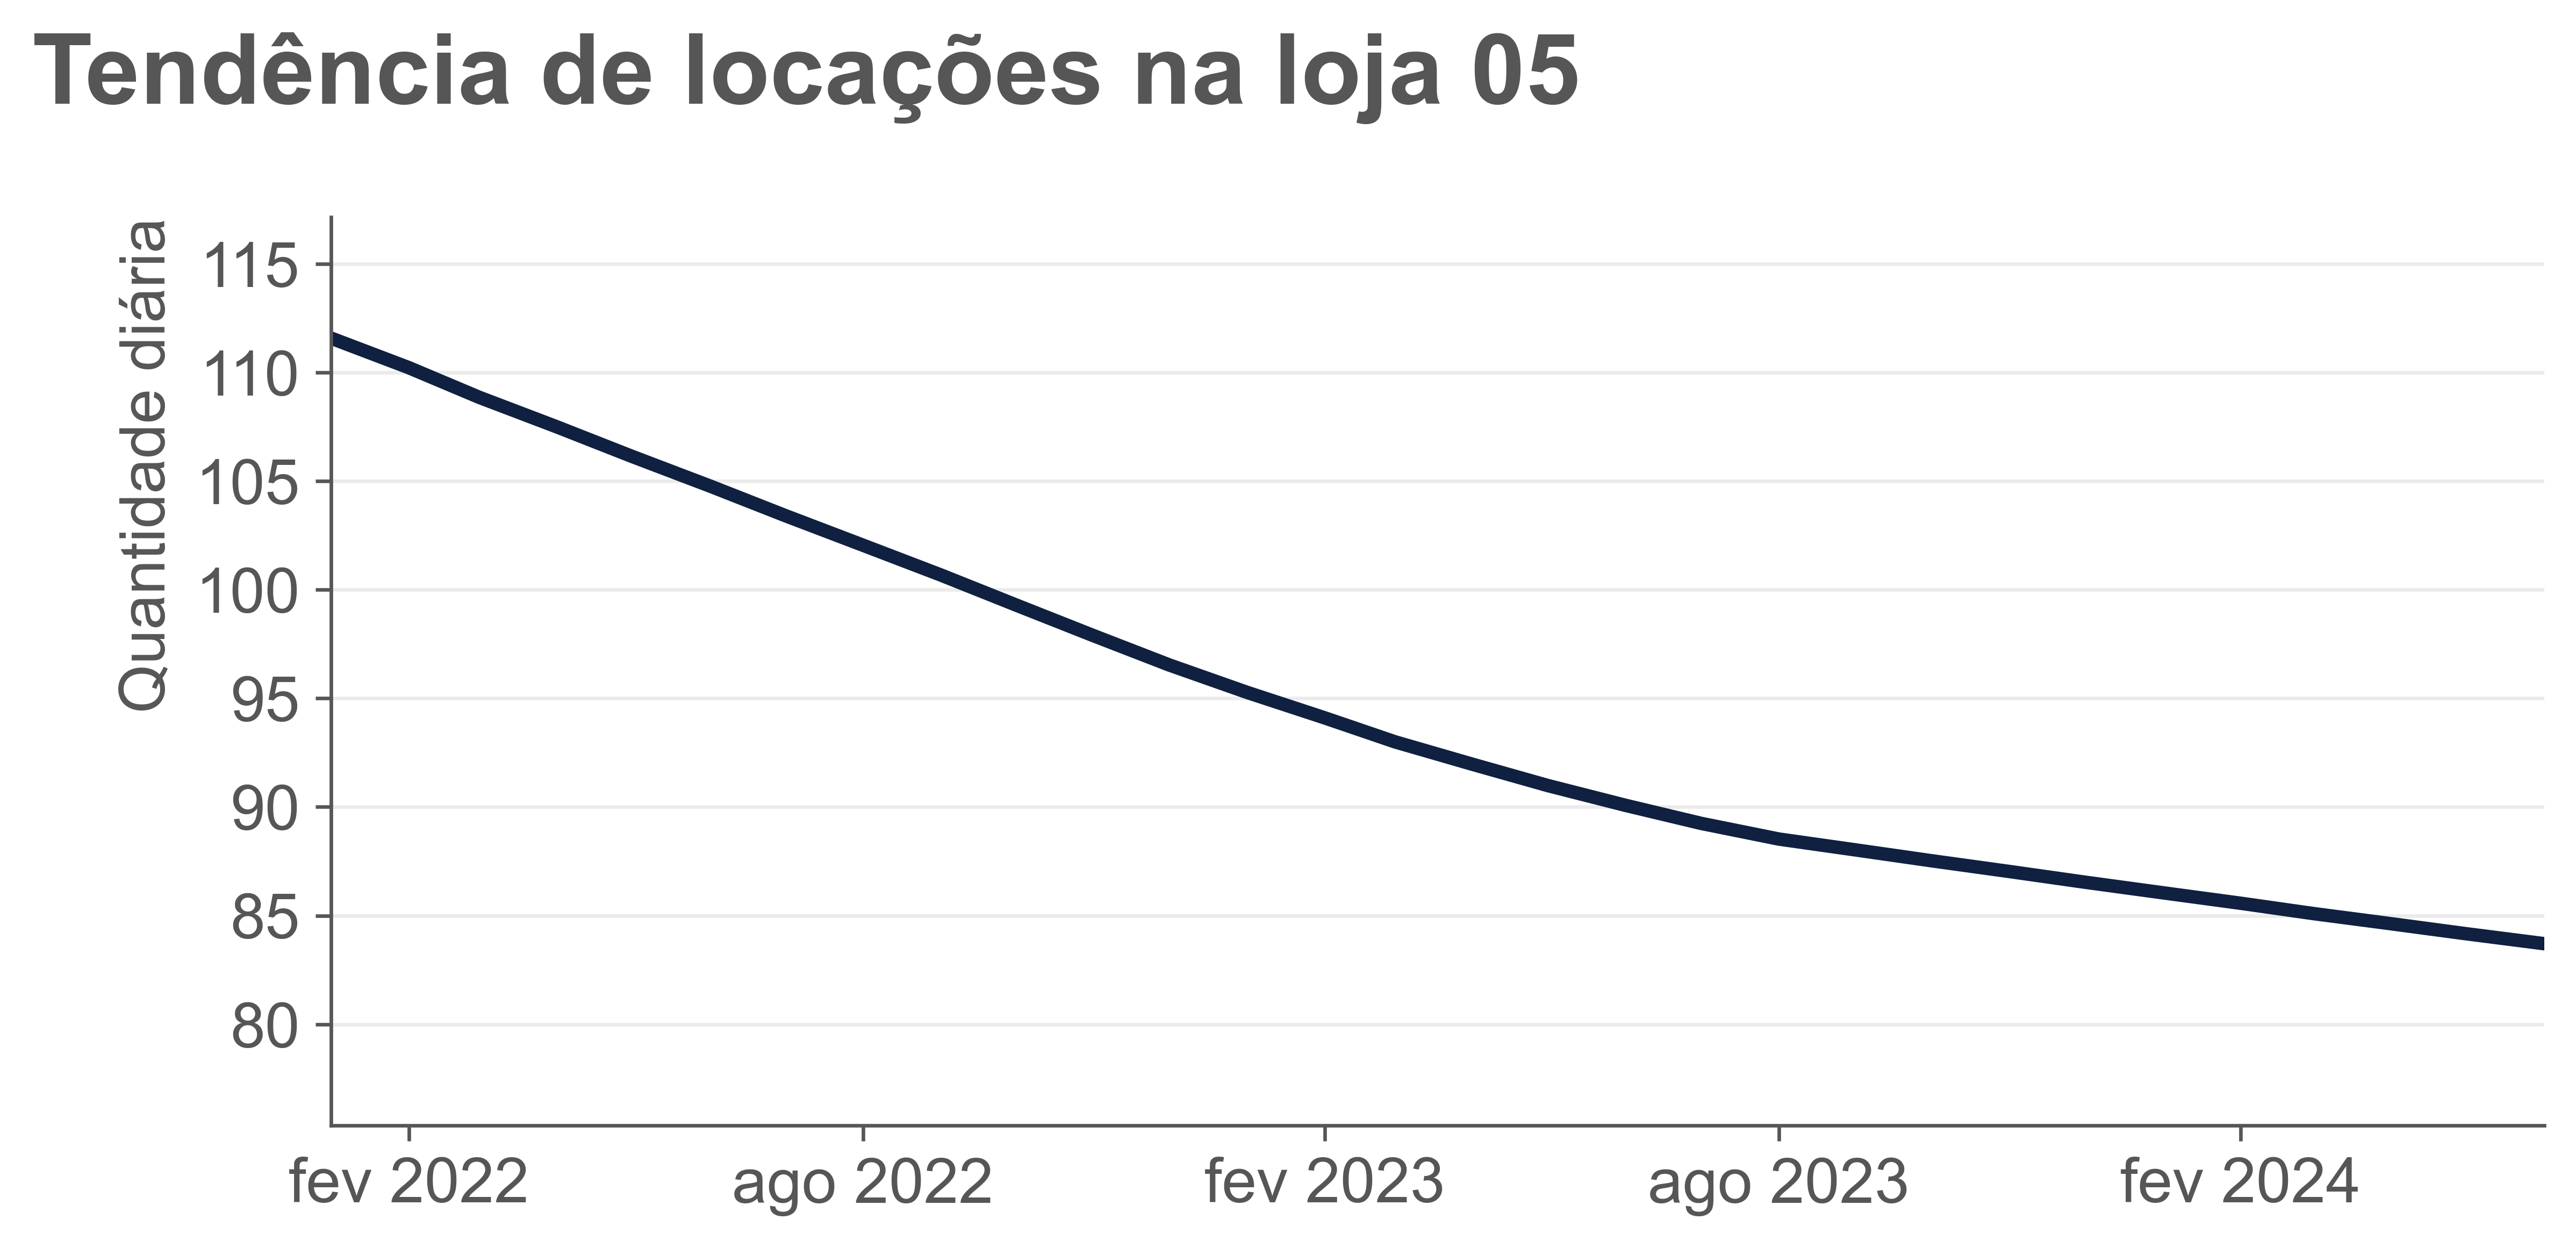 Tendência de locações na loja 05
Quantidade diária
115
110
105
100
95
90
85
80
fev 2022
ago 2022
fev 2023
ago 2023
fev 2024